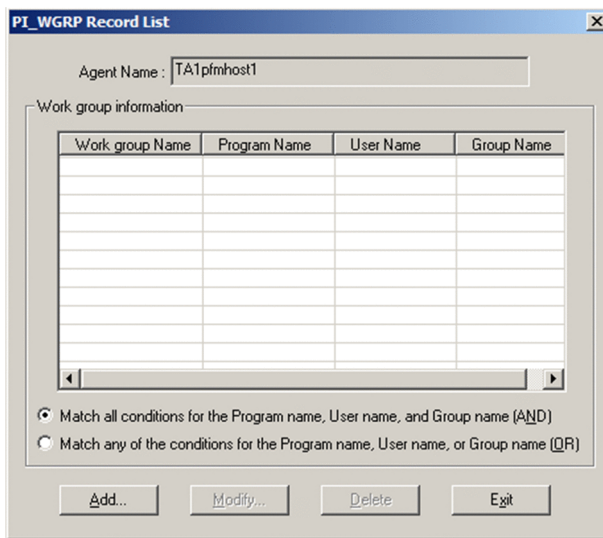 PI_WGRP Record List
Agent Name : TA1pfmhost1
Work group information
Work group Name Program Name User Name Group Name
Match all conditions for the Program name, User name, and Group name (AND)
Match any of the conditions for the Program name, User name, or Group name (OR)
Add... Modify... Delete Exit